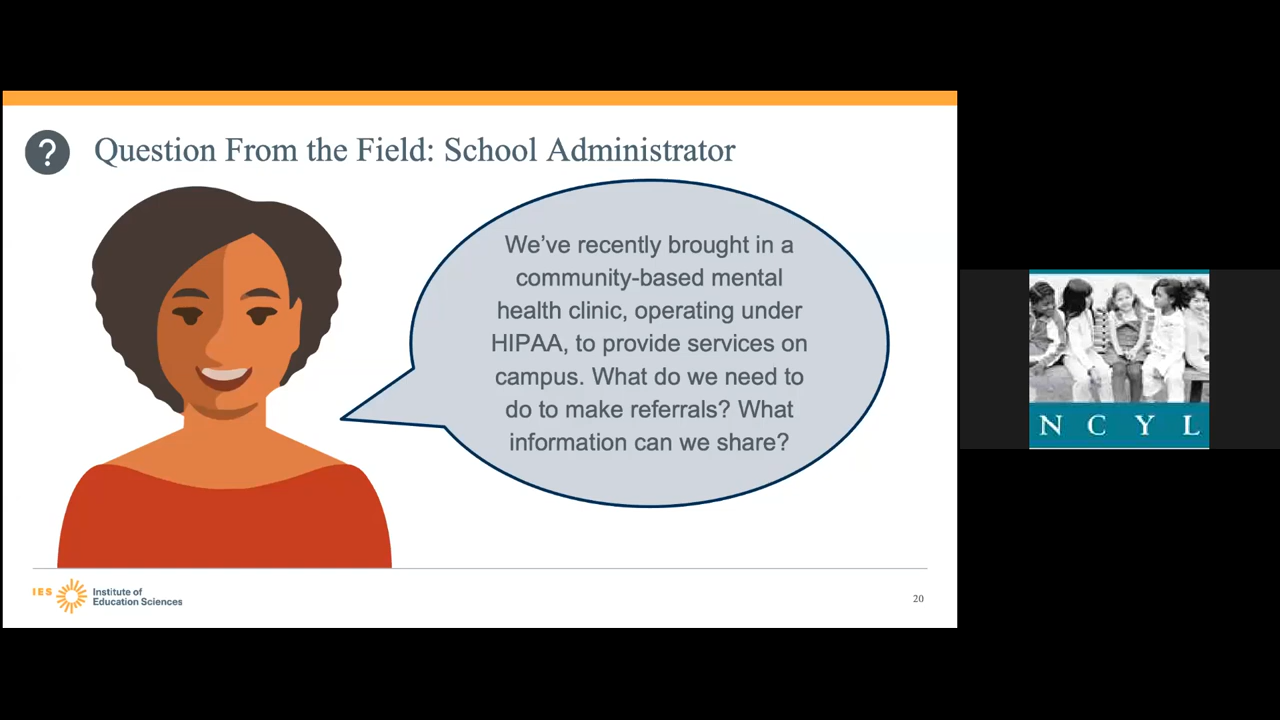 ?
Question From the Field: School Administrator
We've recently brought in a
community-based mental
health clinic, operating under
HIPAA, to provide services on
campus. What do we need to
do to make referrals? What
information can we share?
N C Y L
IES
Institute of
Education Sciences
20